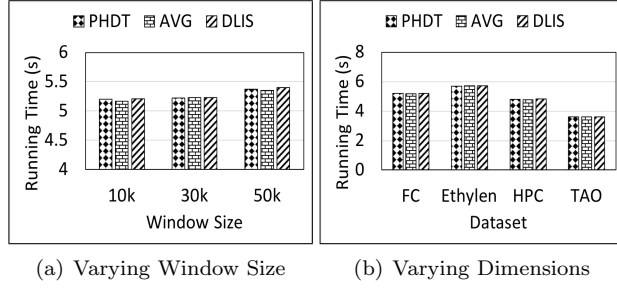 PHDT AVG DLIS
Running Time (s)
6
5.5
5
4.5
4
10k 30k 50k
Window Size
(a) Varying Window Size
PHDT AVG DLIS
Running Time (s)
8
6
4
2
0
FC Ethylen HPC TAO
Dataset
(b) Varying Dimensions